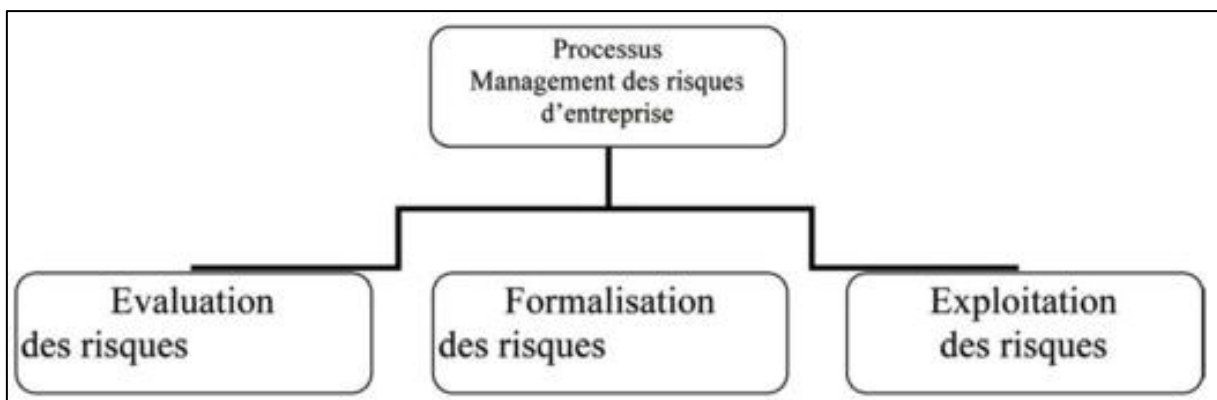 Processus
Management des risques
d’entreprise
Evaluation
des risques
Formalisation
des risques
Exploitation
des risques